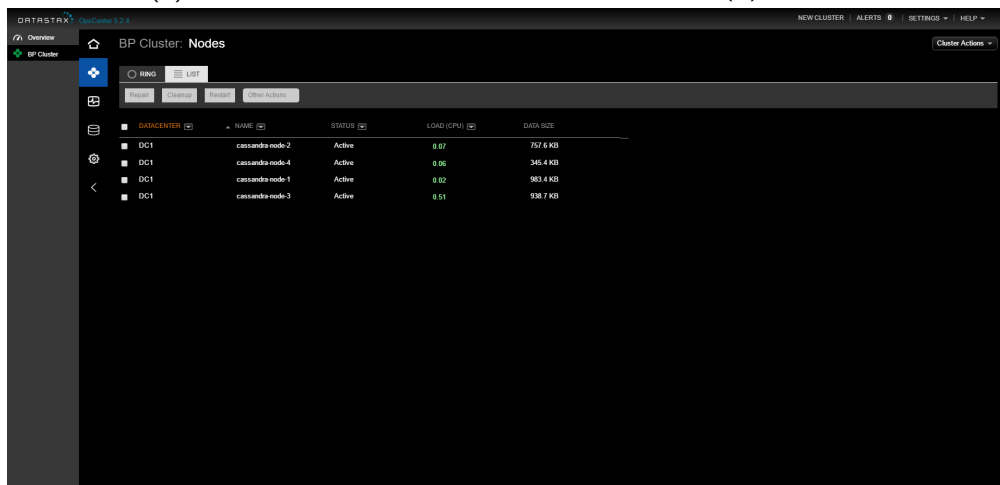 DATASTAX OpsCenter 5.2.4 NEW CLUSTER ALERTS 0 SETTINGS HELP
Overview
BP Cluster
BP Cluster: Nodes Cluster Actions
RING LIST
Repair Cleanup Restart Other Actions
DATACENTER NAME STATUS LOAD (CPU) DATA SIZE
DC1 cassandra-node-2 Active 0.07 757.6 KB
DC1 cassandra-node-4 Active 0.06 345.4 KB
DC1 cassandra-node-1 Active 0.02 983.4 KB
DC1 cassandra-node-3 Active 0.51 938.7 KB